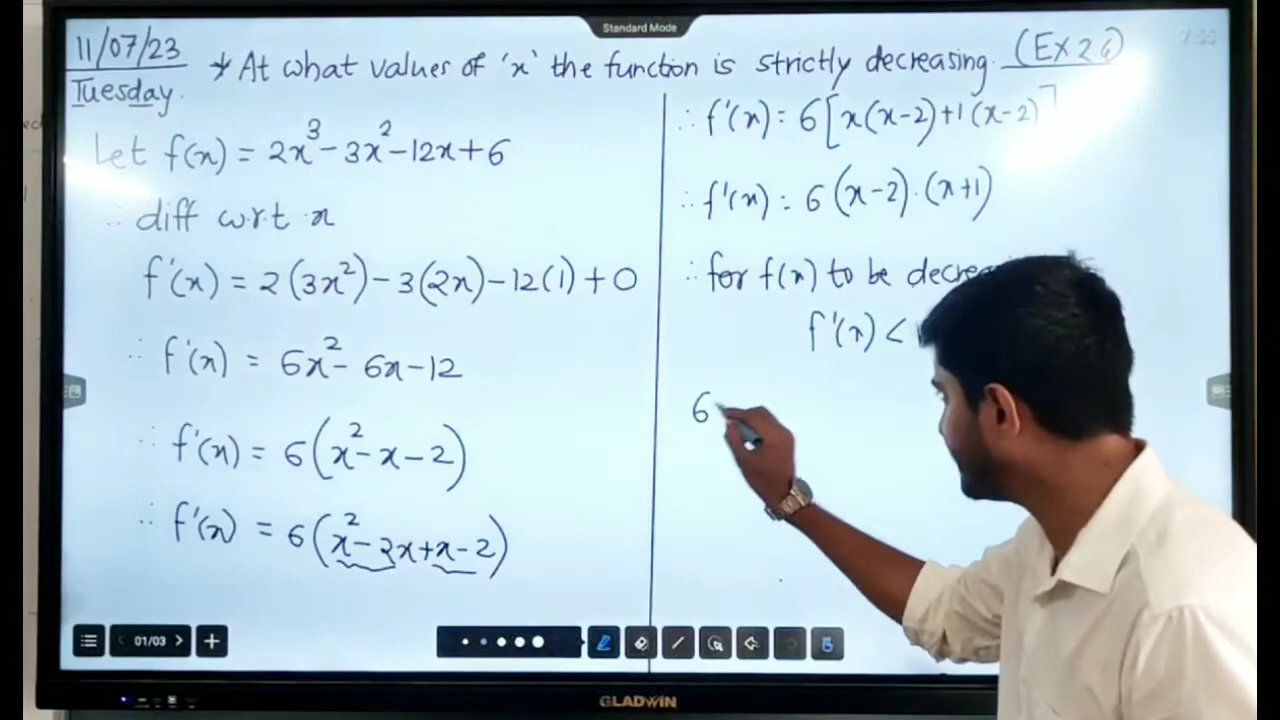 Standard Mode
11/07/23
Tuesday.
* At what values of 'x' the function is strictly decreasing. (Ex 2.6)
Let f(x) = 2x³ - 3x² - 12x + 6
∴ diff w.r.t. x
f'(x) = 2(3x²) - 3(2x) - 12(1) + 0
∴ f'(x) = 6x² - 6x - 12
∴ f'(x) = 6(x² - x - 2)
∴ f'(x) = 6(x² - 2x + x - 2)
∴ f'(x) = 6[x(x-2)+1(x-2)]
∴ f'(x) = 6(x-2)·(x+1)
∴ for f(x) to be
f'(x) <
6
01/03
GLADWIN